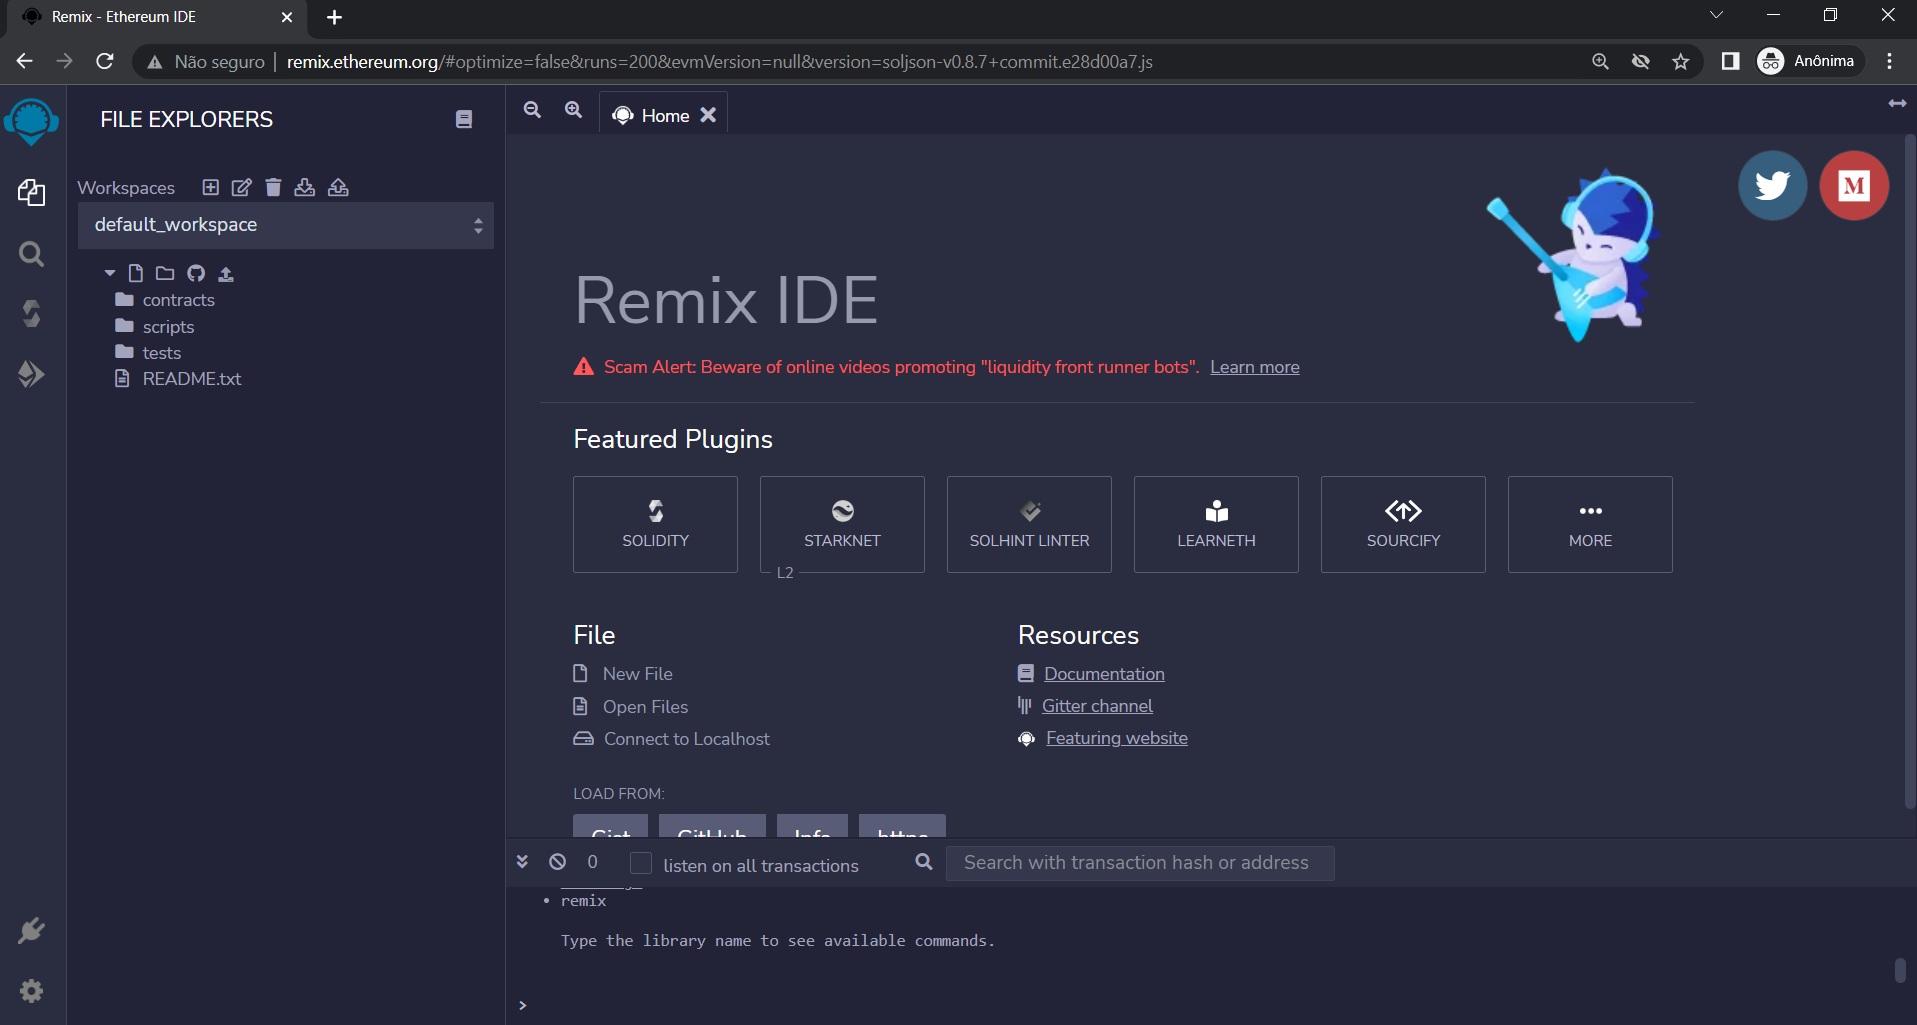 Remix - Ethereum IDE
Não seguro
remix.ethereum.org/#optimize=false&runs=200&evmVersion=null&version=soljson-v0.8.7+commit.e28d00a7.js
Anônima
FILE EXPLORERS
Home
Workspaces
default_workspace
contracts
scripts
tests
README.txt
M
Remix IDE
Scam Alert: Beware of online videos promoting "liquidity front runner bots". Learn more
Featured Plugins
SOLIDITY
STARKNET
L2
SOLHINT LINTER
LEARNETH
SOURCIFY
MORE
File
New File
Open Files
Connect to Localhost
Resources
Documentation
Gitter channel
Featuring website
LOAD FROM:
Gist GitHub Info https
0
listen on all transactions
Search with transaction hash or address
• remix
Type the library name to see available commands.
>